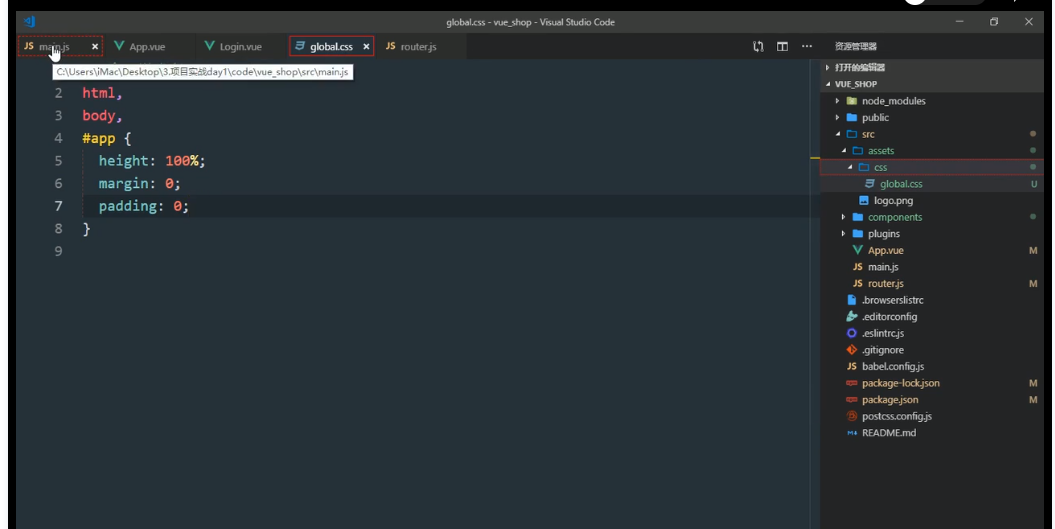 global.css - vue_shop - Visual Studio Code
JS main.js × App.vue Login.vue global.css × JS router.js
C:\Users\iMac\Desktop\3.项目实战day1\code\vue_shop\src\main.js
2 html,
3 body,
4 #app {
5 height: 100%;
6 margin: 0;
7 padding: 0;
8 }
9
资源管理器
打开的编辑器
VUE_SHOP
node_modules
public
src
assets
css
global.css U
logo.png
components
plugins
App.vue M
JS main.js
JS router.js M
.browserslistrc
.editorconfig
.eslintrc.js
.gitignore
JS babel.config.js
package-lock.json M
package.json M
postcss.config.js
README.md